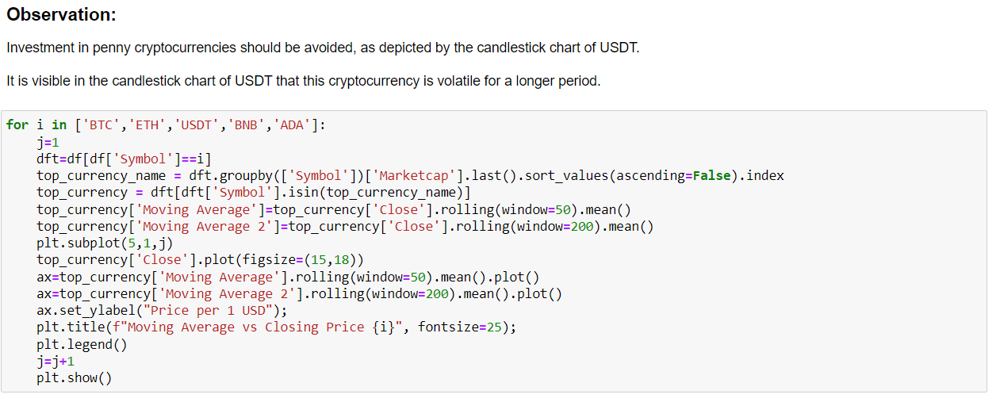 Observation:
Investment in penny cryptocurrencies should be avoided, as depicted by the candlestick chart of USDT.
It is visible in the candlestick chart of USDT that this cryptocurrency is volatile for a longer period.
for i in ['BTC','ETH','USDT','BNB','ADA']:
    j=1
    dft=df[df['Symbol']==i]
    top_currency_name = dft.groupby(['Symbol'])['Marketcap'].last().sort_values(ascending=False).index
    top_currency = dft[dft['Symbol'].isin(top_currency_name)]
    top_currency['Moving Average']=top_currency['Close'].rolling(window=50).mean()
    top_currency['Moving Average 2']=top_currency['Close'].rolling(window=200).mean()
    plt.subplot(5,1,j)
    top_currency['Close'].plot(figsize=(15,18))
    ax=top_currency['Moving Average'].rolling(window=50).mean().plot()
    ax=top_currency['Moving Average 2'].rolling(window=200).mean().plot()
    ax.set_ylabel("Price per 1 USD");
    plt.title(f"Moving Average vs Closing Price {i}", fontsize=25);
    plt.legend()
    j=j+1
    plt.show()